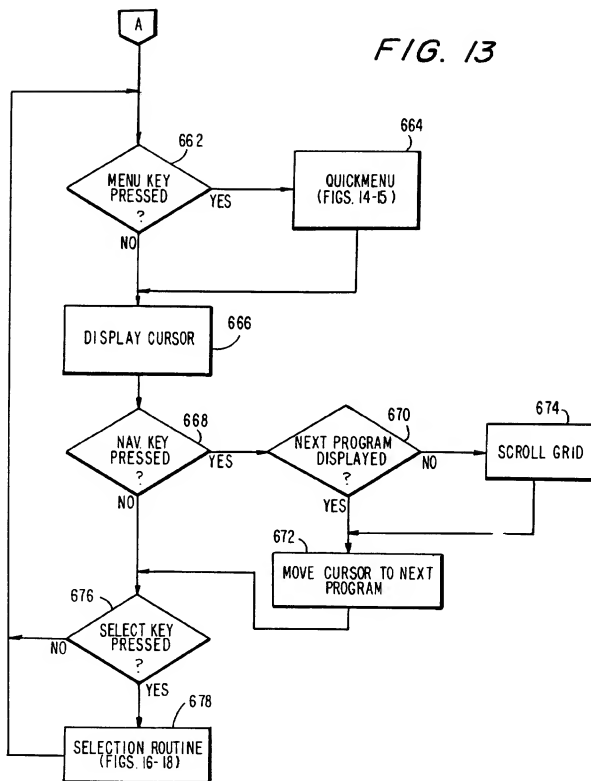 A
FIG. 13
662
MENU KEY
PRESSED
?
YES
NO
664
QUICKMENU
(FIGS. 14-15)
DISPLAY CURSOR
666
NAV. KEY
PRESSED
?
668
YES
NO
NEXT PROGRAM
DISPLAYED
?
670
NO
YES
674
SCROLL GRID
672
MOVE CURSOR TO NEXT
PROGRAM
676
SELECT KEY
PRESSED
?
NO
YES
678
SELECTION ROUTINE
(FIGS. 16-18)